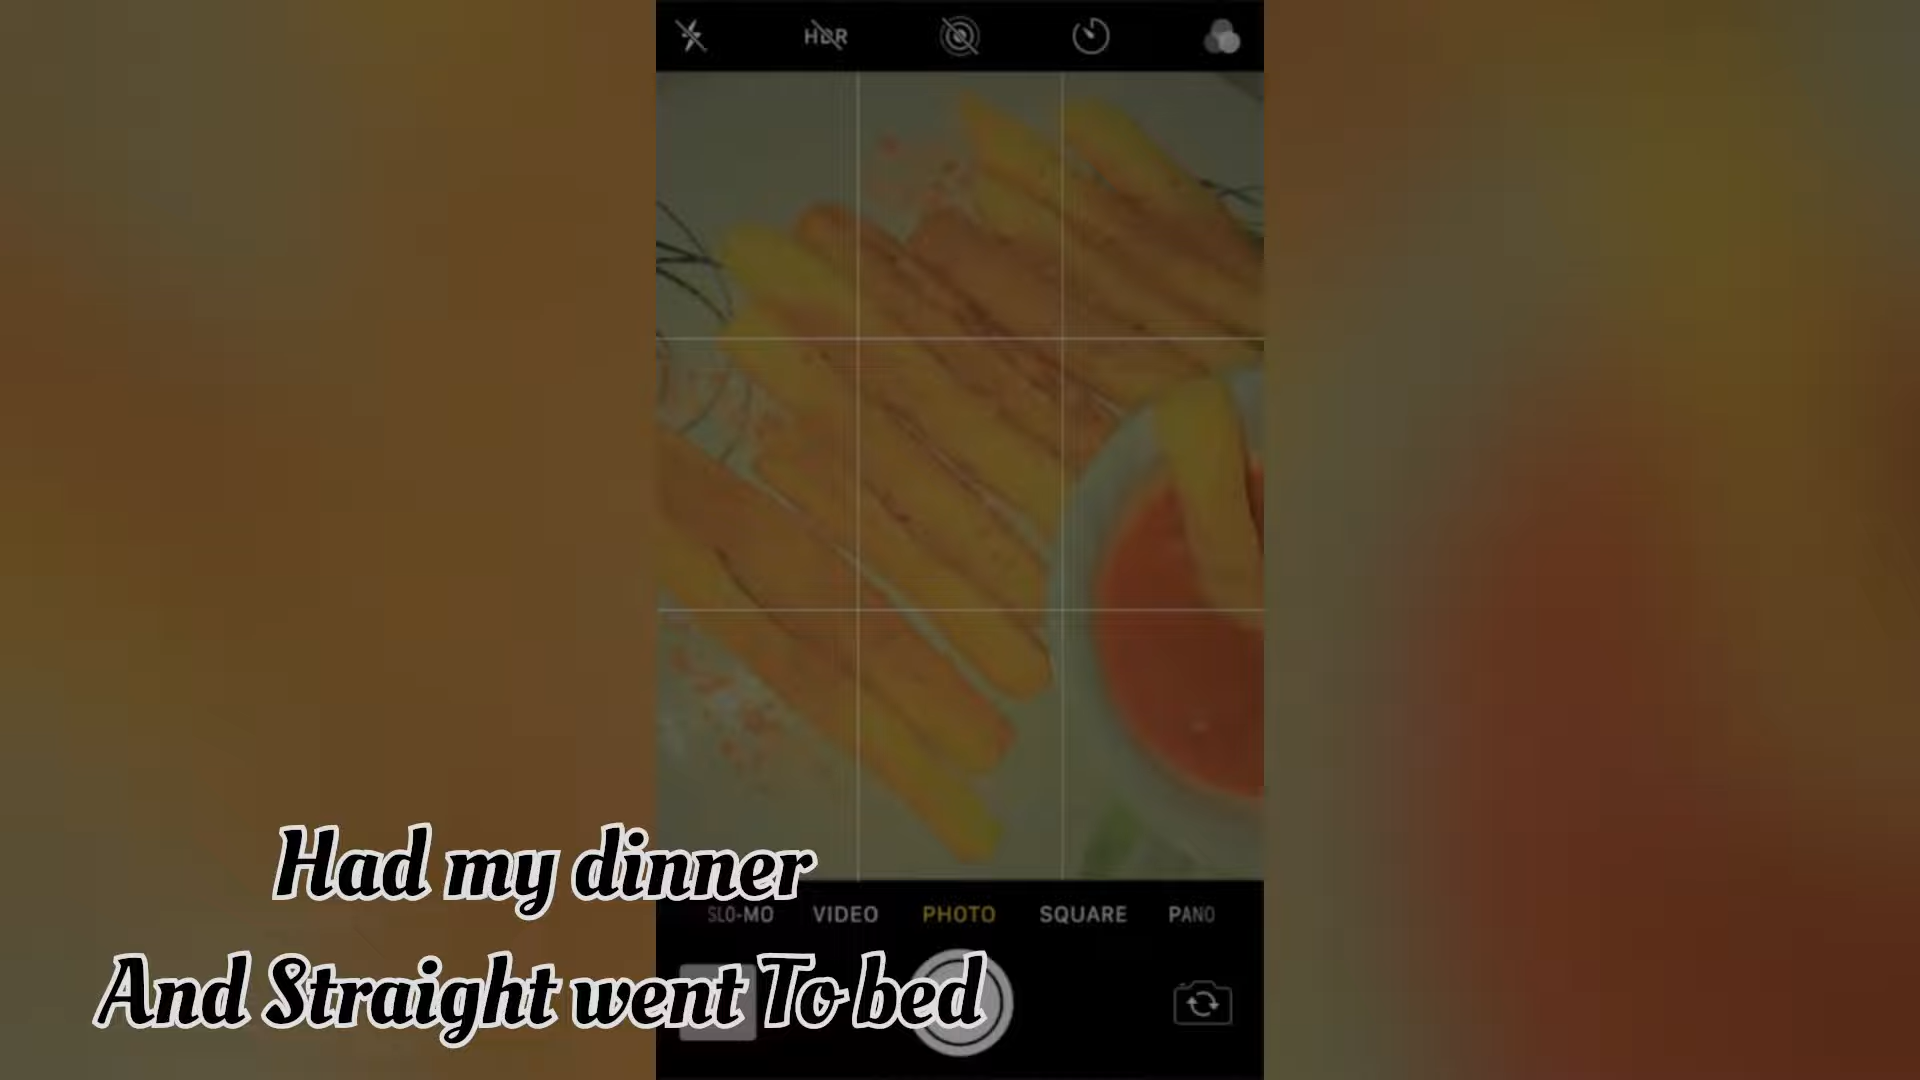 HDR
SLO-MO VIDEO PHOTO SQUARE PANO
Had my dinner
And Straight went To bed